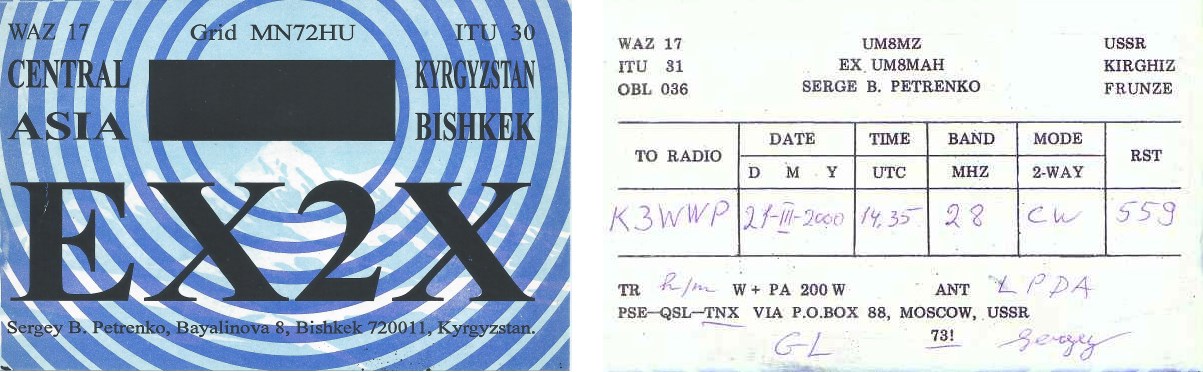 WAZ 17 Grid MN72HU ITU 30
CENTRAL KYRGYZSTAN
ASIA BISHKEK
EX2X
Sergey B. Petrenko, Bayalinova 8, Bishkek 720011, Kyrgyzstan.
WAZ 17 UM8MZ USSR
ITU 31 EX UM8MAH KIRGHIZ
OBL 036 SERGE B. PETRENKO FRUNZE
TO RADIO DATE TIME BAND MODE RST
D M Y UTC MHZ 2-WAY
K3WWP 21-III-2000 14.35 28 CW 559
TR h/m W + PA 200 W ANT LPDA
PSE—QSL—TNX VIA P.O.BOX 88, MOSCOW, USSR
GL 73! Sergey